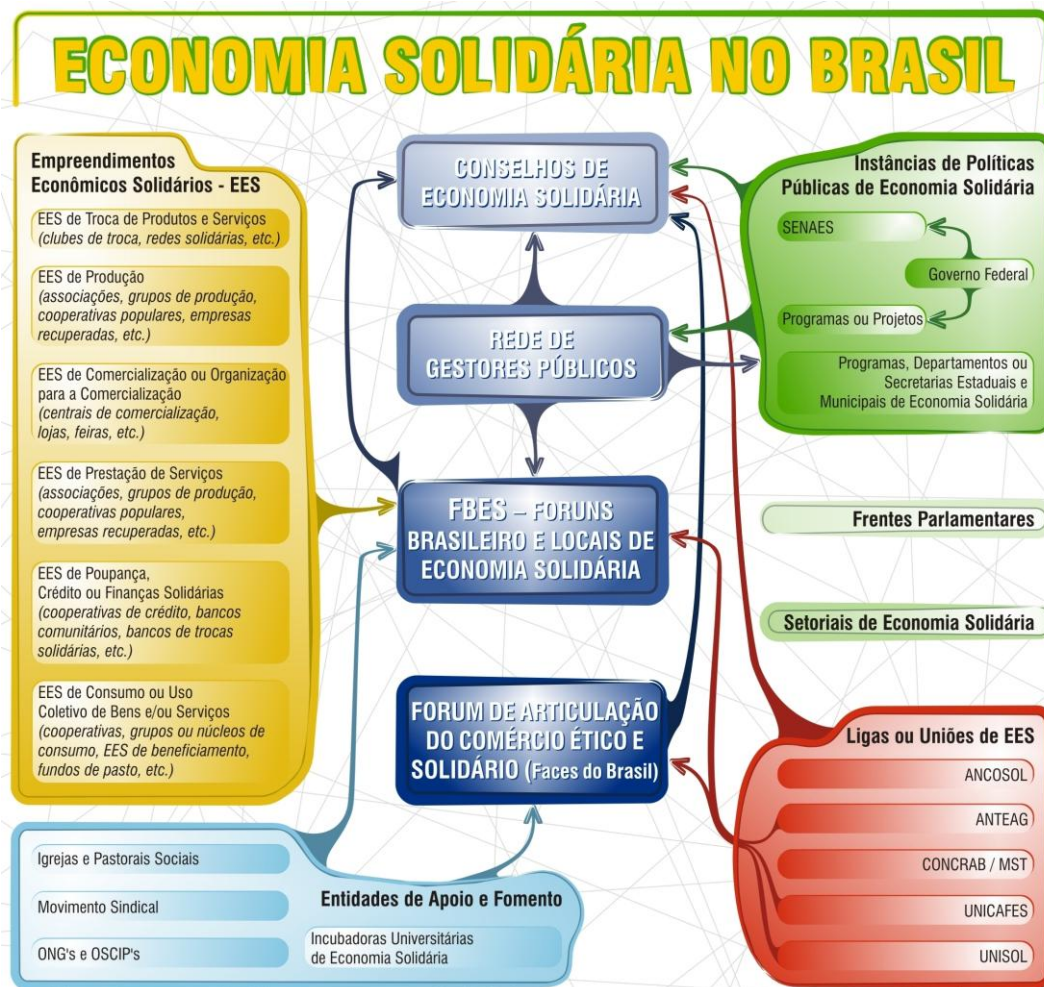 ECONOMIA SOLIDÁRIA NO BRASIL
Empreendimentos
Econômicos Solidários - EES
EES de Troca de Produtos e Serviços
(clubes de troca, redes solidárias, etc.)
EES de Produção
(associações, grupos de produção,
cooperativas populares, empresas
recuperadas, etc.)
EES de Comercialização ou Organização
para a Comercialização
(centrais de comercialização,
lojas, feiras, etc.)
EES de Prestação de Serviços
(associações, grupos de produção,
cooperativas populares,
empresas recuperadas, etc.)
EES de Poupança,
Crédito ou Finanças Solidárias
(cooperativas de crédito, bancos
comunitários, bancos de trocas
solidárias, etc.)
EES de Consumo ou Uso
Coletivo de Bens e/ou Serviços
(cooperativas, grupos ou núcleos de
consumo, EES de beneficiamento,
fundos de pasto, etc.)
CONSELHOS DE
ECONOMIA SOLIDÁRIA
REDE DE
GESTORES PÚBLICOS
FBES – FORUNS
BRASILEIRO E LOCAIS DE
ECONOMIA SOLIDÁRIA
FORUM DE ARTICULAÇÃO
DO COMÉRCIO ÉTICO E
SOLIDÁRIO (Faces do Brasil)
Instâncias de Políticas
Públicas de Economia Solidária
SENAES
Governo Federal
Programas ou Projetos
Programas, Departamentos ou
Secretarias Estaduais e
Municipais de Economia Solidária
Frentes Parlamentares
Setoriais de Economia Solidária
Ligas ou Uniões de EES
ANCOSOL
ANTEAG
CONCRAB / MST
UNICAFES
UNISOL
Igrejas e Pastorais Sociais
Movimento Sindical
ONG's e OSCIP's
Entidades de Apoio e Fomento
Incubadoras Universitárias
de Economia Solidária